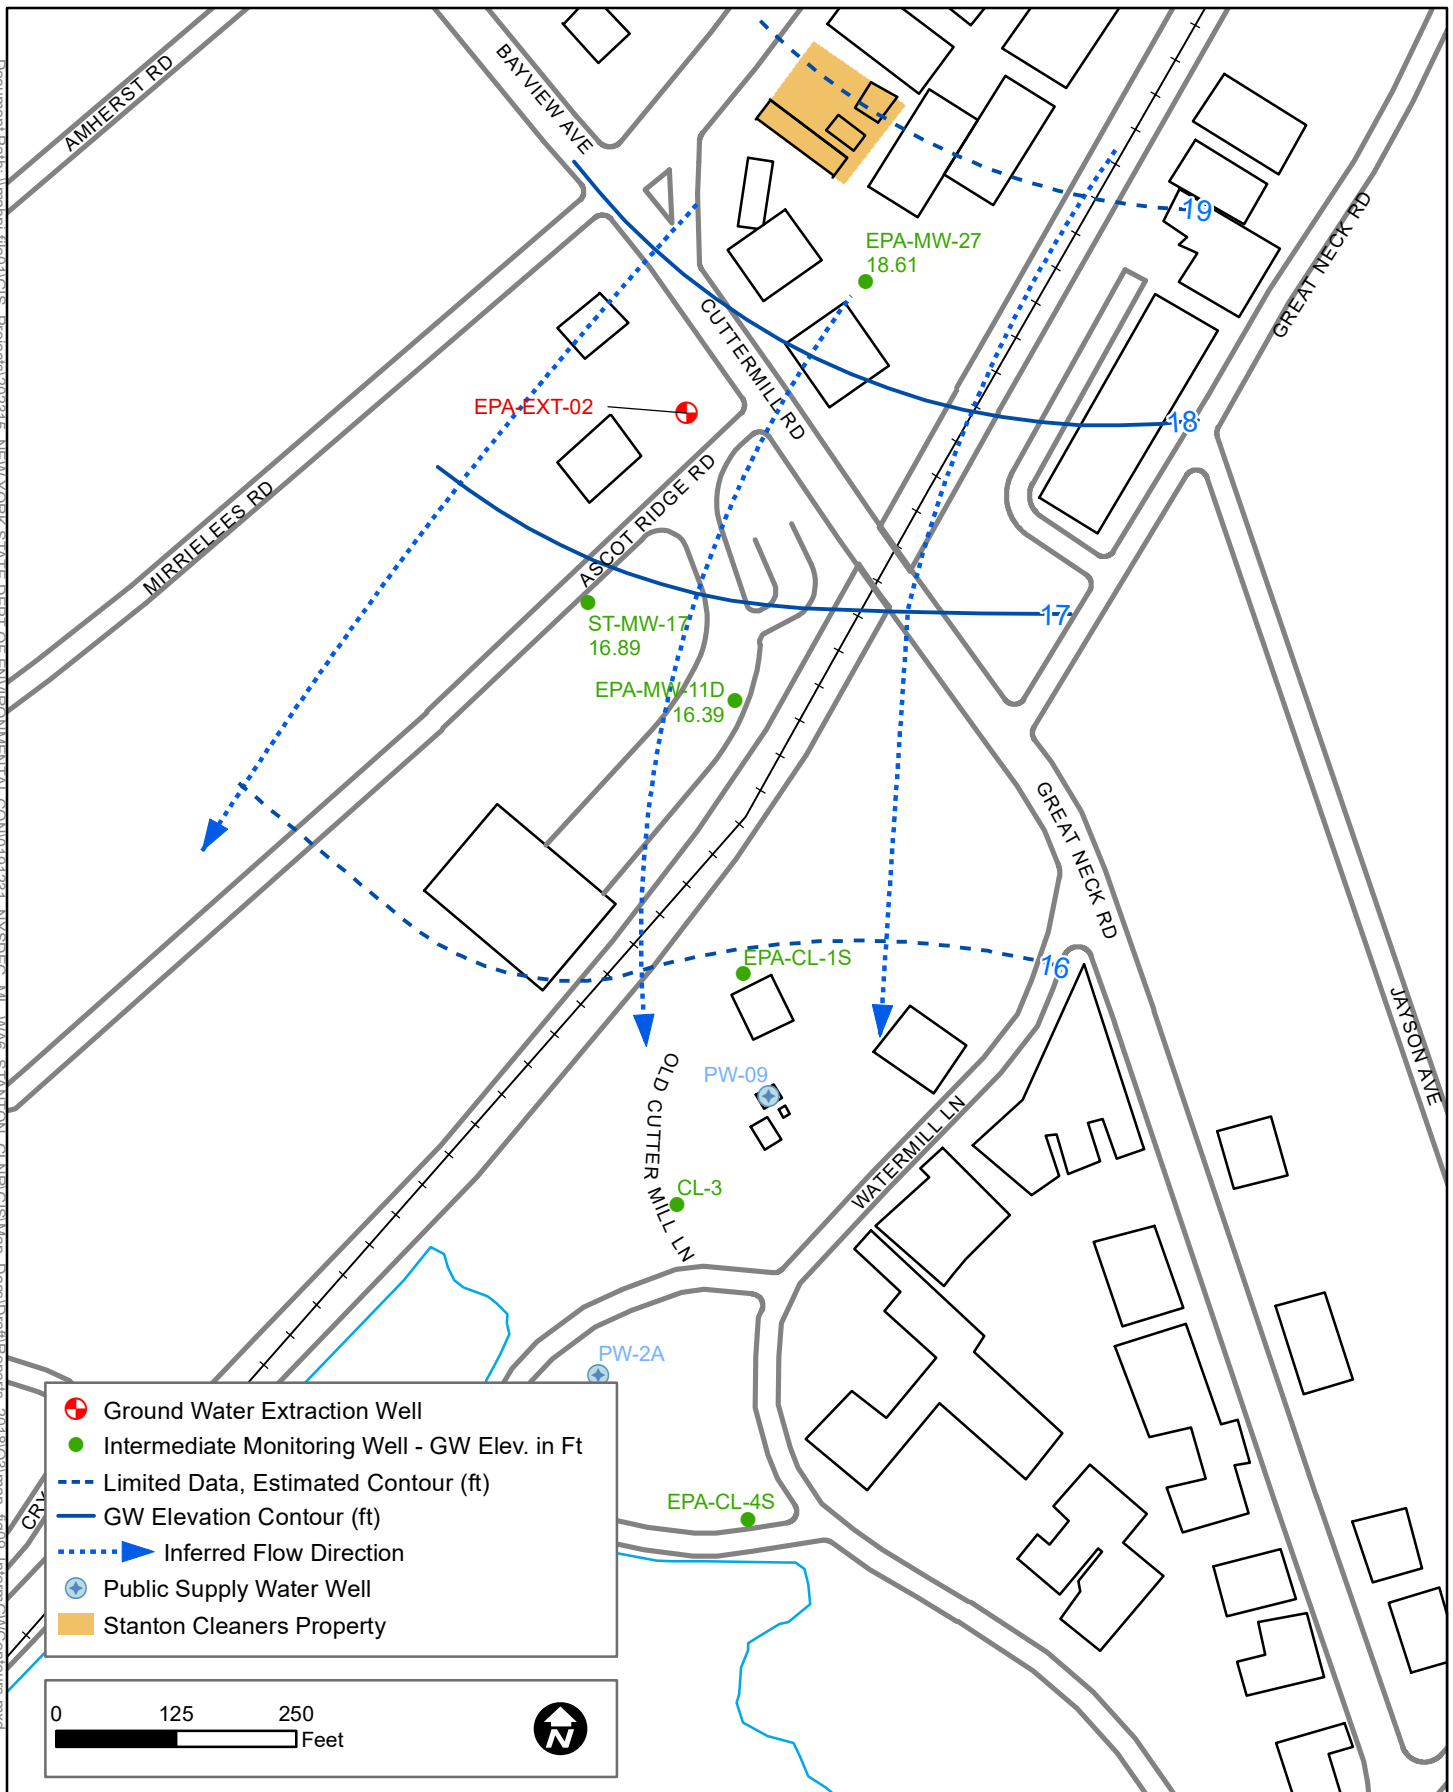 AMHERST RD
BAYVIEW AVE
19
GREAT NECK RD
EPA-MW-27
18.61
CUTTERMILL RD
EPA-EXT-02
18
MIRRIELEES RD
ASCOT RIDGE RD
ST-MW-17
16.89
17
EPA-MW-11D
16.39
GREAT NECK RD
EPA-CL-1S
16
JAYSON AVE
PW-09
OLD CUTTER MILL LN
WATERMILL LN
CL-3
PW-2A
Ground Water Extraction Well
Intermediate Monitoring Well - GW Elev. in Ft
Limited Data, Estimated Contour (ft)
GW Elevation Contour (ft)
Inferred Flow Direction
Public Supply Water Well
Stanton Cleaners Property
CRY
EPA-CL-4S
0 125 250
Feet
N